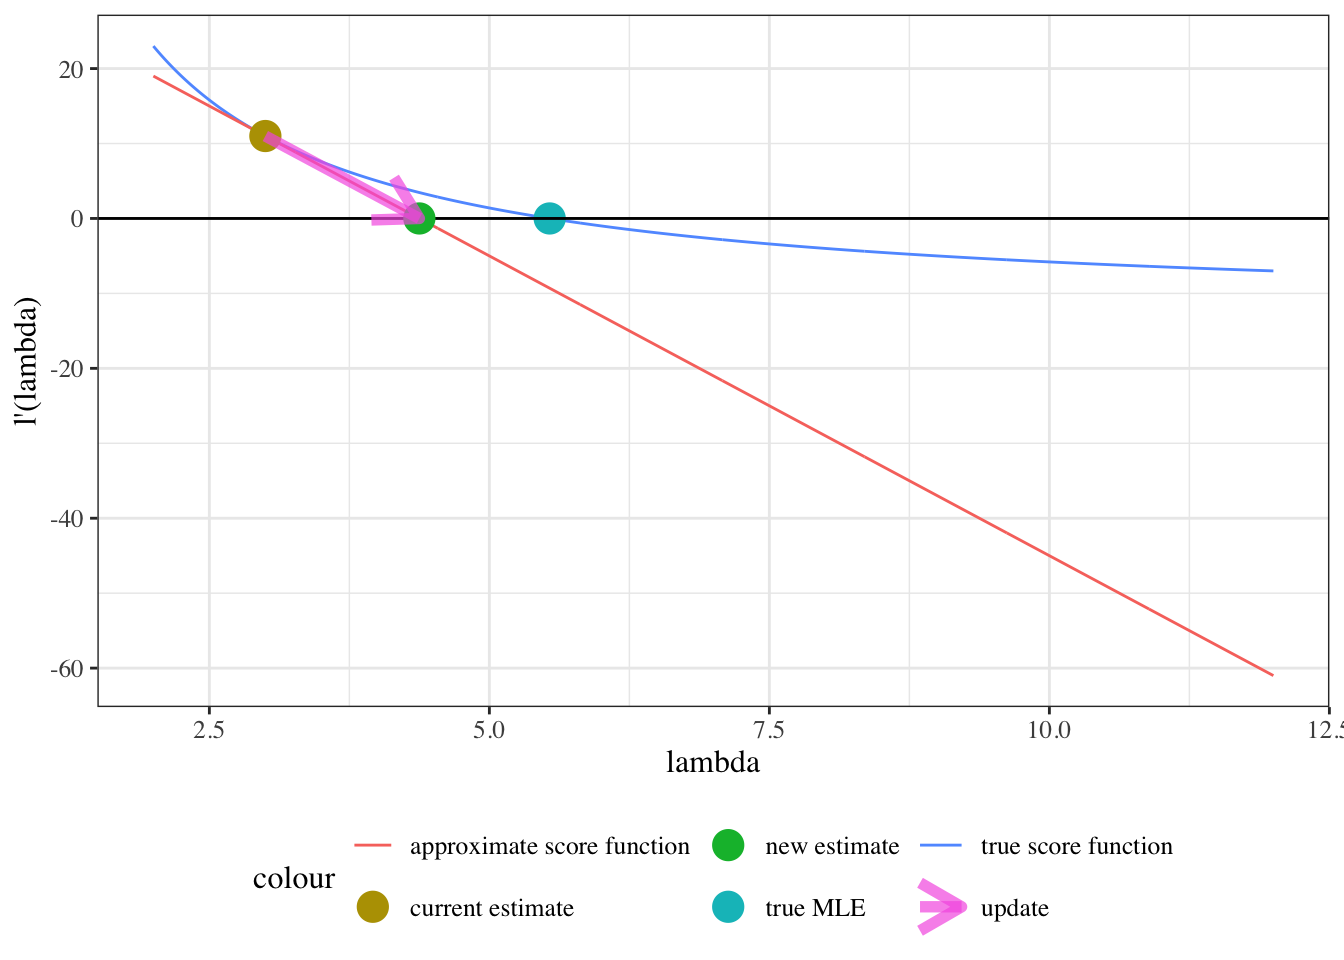 20
0
-20
-40
-60
l'(lambda)
2.5
5.0
7.5
10.0
12.5
lambda
colour
approximate score function
new estimate
true score function
current estimate
true MLE
update